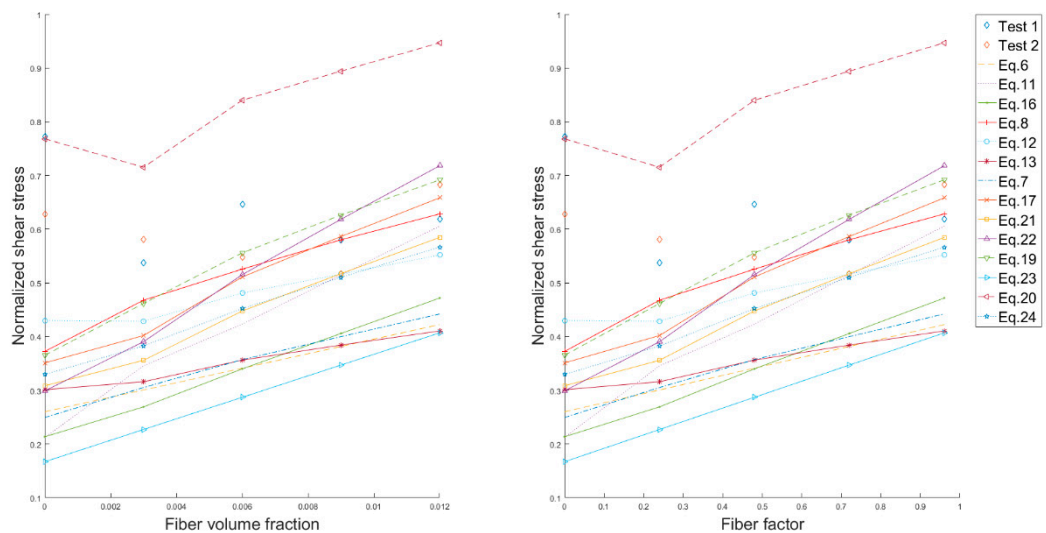 1
0.9
0.8
0.7
0.6
0.5
0.4
0.3
0.2
0.1
Normalized shear stress
0 0.002 0.004 0.006 0.008 0.01 0.012
Fiber volume fraction
1
0.9
0.8
0.7
0.6
0.5
0.4
0.3
0.2
0.1
Normalized shear stress
0 0.1 0.2 0.3 0.4 0.5 0.6 0.7 0.8 0.9 1
Fiber factor
Test 1
Test 2
Eq.6
Eq.11
Eq.16
Eq.8
Eq.12
Eq.13
Eq.7
Eq.17
Eq.21
Eq.22
Eq.19
Eq.23
Eq.20
Eq.24